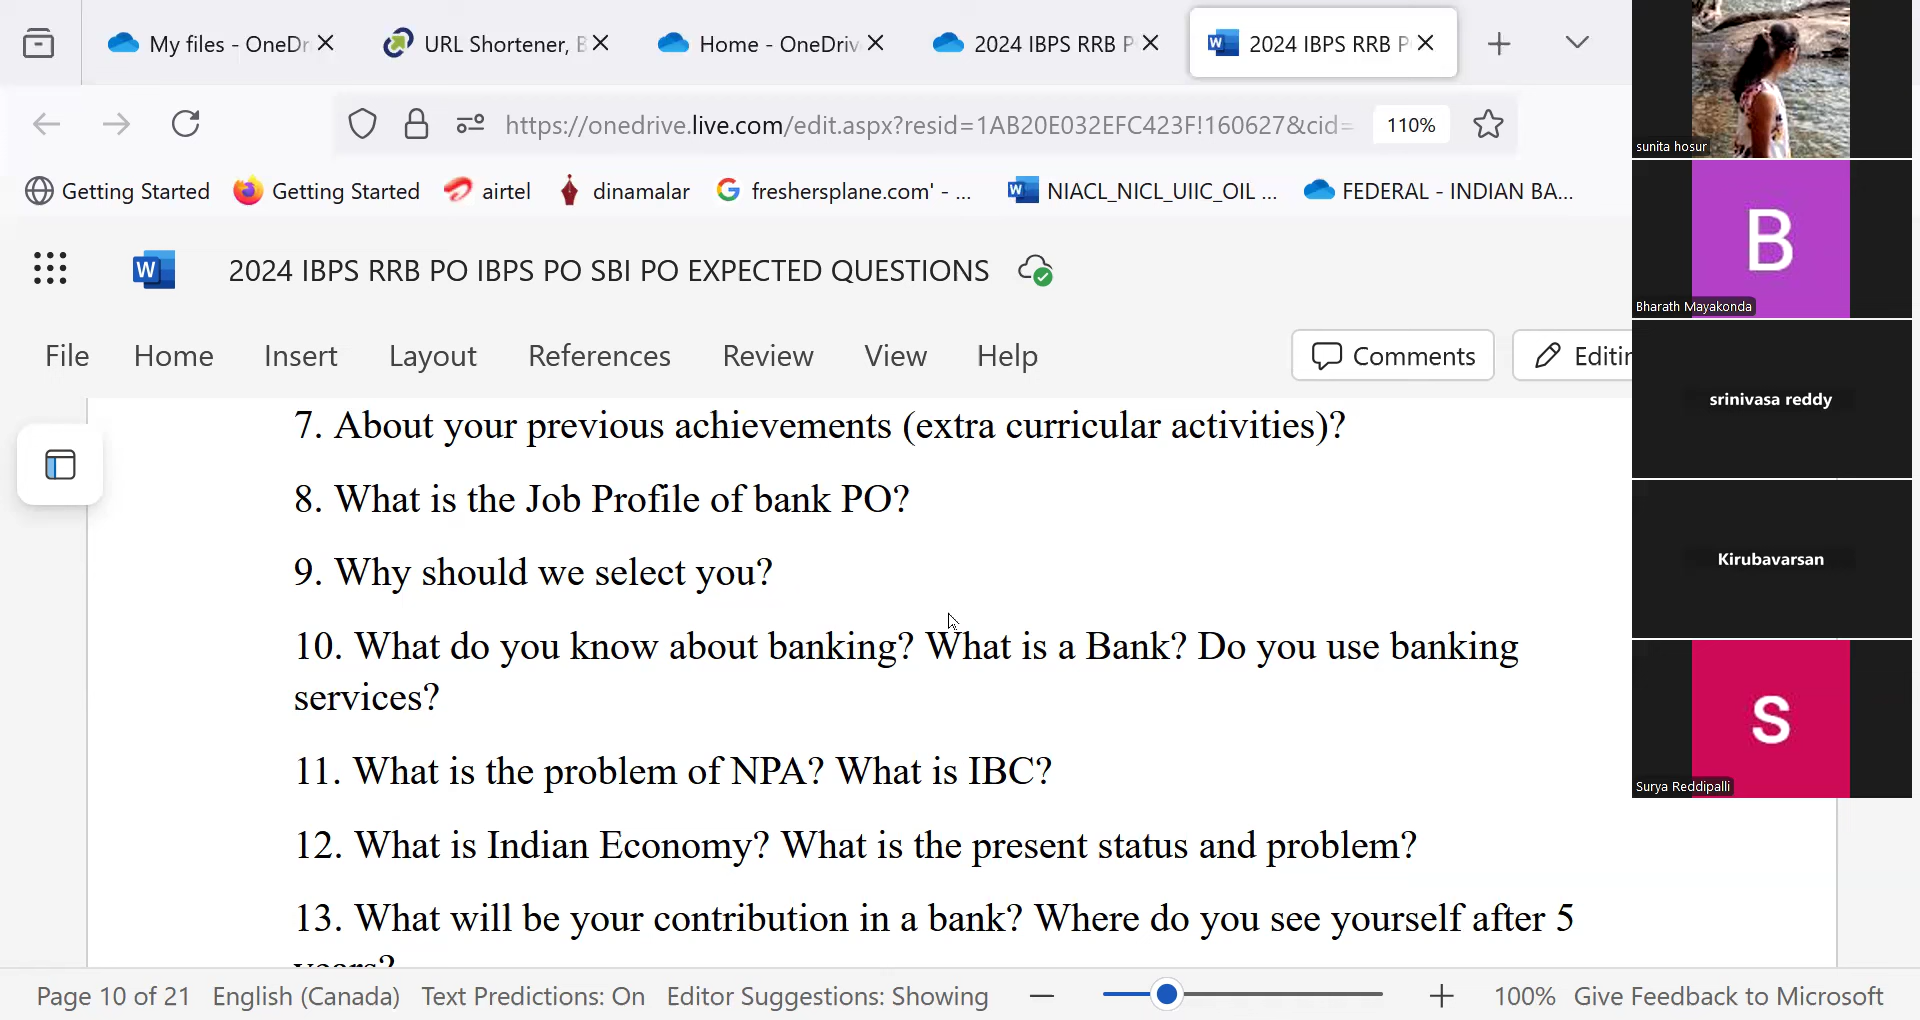 My files - OneDr
URL Shortener, B
Home - OneDriv
2024 IBPS RRB P
2024 IBPS RRB P
https://onedrive.live.com/edit.aspx?resid=1AB20E032EFC423F!160627&cid=
110%
Getting Started
Getting Started
airtel
dinamalar
freshersplane.com' - ...
NIACL_NICL_UIIC_OIL ...
FEDERAL - INDIAN BA...
2024 IBPS RRB PO IBPS PO SBI PO EXPECTED QUESTIONS
File Home Insert Layout References Review View Help
Comments
Editin
7. About your previous achievements (extra curricular activities)?
8. What is the Job Profile of bank PO?
9. Why should we select you?
10. What do you know about banking? What is a Bank? Do you use banking
services?
11. What is the problem of NPA? What is IBC?
12. What is Indian Economy? What is the present status and problem?
13. What will be your contribution in a bank? Where do you see yourself after 5
years?
Page 10 of 21 English (Canada) Text Predictions: On Editor Suggestions: Showing
100% Give Feedback to Microsoft
sunita hosur
B
Bharath Mayakonda
srinivasa reddy
Kirubavarsan
S
Surya Reddipalli